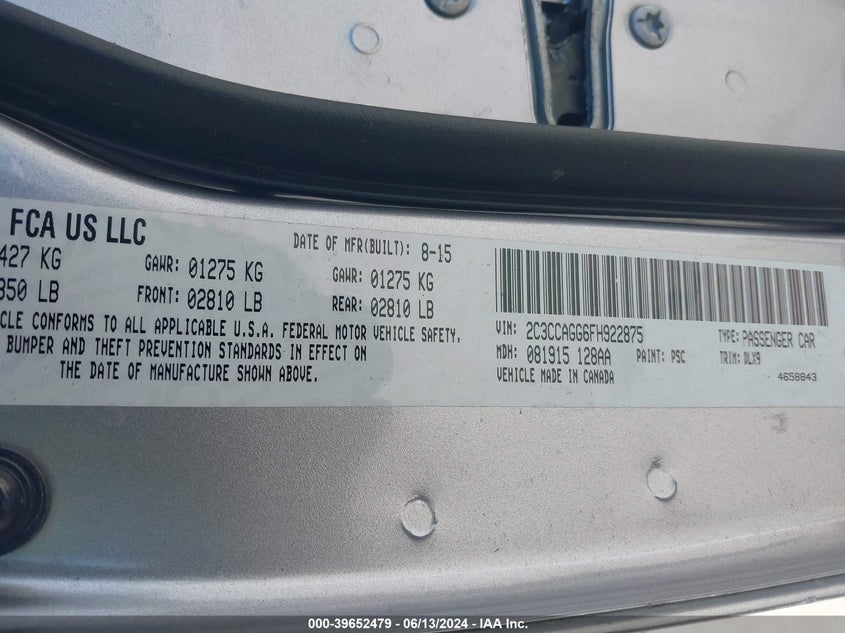 FCA US LLC
DATE OF MFR(BUILT): 8-15
427 KG GAWR: 01275 KG GAWR: 01275 KG
850 LB FRONT: 02810 LB REAR: 02810 LB
CLE CONFORMS TO ALL APPLICABLE U.S.A. FEDERAL MOTOR VEHICLE SAFETY,
BUMPER AND THEFT PREVENTION STANDARDS IN EFFECT ON
THE DATE OF MANUFACTURE SHOWN ABOVE.
VIN: 2C3CCAGG6FH922875 TYPE: PASSENGER CAR
MDH: 081915 128AA PAINT: PSC TRIM: DLX9
VEHICLE MADE IN CANADA 4658843
000-39652479 - 06/13/2024 - IAA Inc.